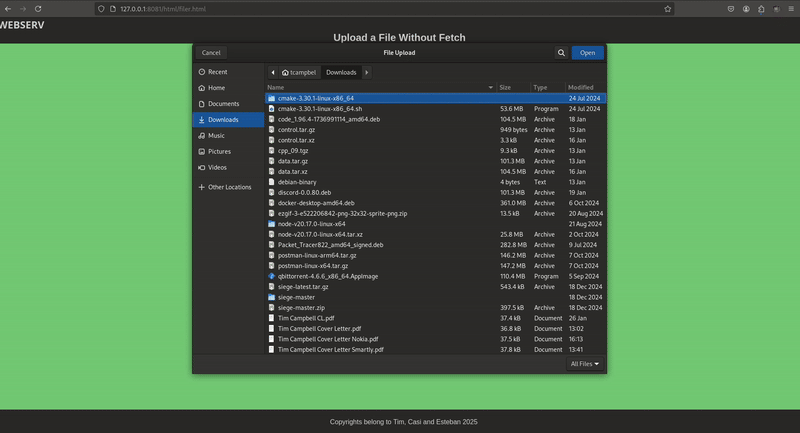 127.0.0.1:8081/html/filer.html
WEBSERV
Upload a File Without Fetch
Cancel
File Upload
Open
Recent
Home
Documents
Downloads
Music
Pictures
Videos
Other Locations
tcampbel Downloads
Name Size Type Modified
cmake-3.30.1-linux-x86_64 24 Jul 2024
cmake-3.30.1-linux-x86_64.sh 53.6 MB Program 24 Jul 2024
code_1.96.4-1736991114_amd64.deb 104.5 MB Archive 18 Jan
control.tar.gz 949 bytes Archive 13 Jan
control.tar.xz 3.3 kB Archive 16 Jan
cpp_09.tgz 9.3 kB Archive 13 Jan
data.tar.gz 101.3 MB Archive 13 Jan
data.tar.xz 104.5 MB Archive 16 Jan
debian-binary 4 bytes Text 13 Jan
discord-0.0.80.deb 101.3 MB Archive 19 Jan
docker-desktop-amd64.deb 361.0 MB Archive 6 Oct 2024
ezgif-3-e522206842-png-32x32-sprite-png.zip 13.5 kB Archive 20 Aug 2024
node-v20.17.0-linux-x64 21 Aug 2024
node-v20.17.0-linux-x64.tar.xz 25.8 MB Archive 2 Oct 2024
Packet_Tracer822_amd64_signed.deb 282.8 MB Archive 9 Jul 2024
postman-linux-arm64.tar.gz 146.2 MB Archive 7 Oct 2024
postman-linux-x64.tar.gz 147.2 MB Archive 7 Oct 2024
qbittorrent-4.6.6_x86_64.AppImage 110.4 MB Program 5 Sep 2024
siege-latest.tar.gz 543.4 kB Archive 18 Dec 2024
siege-master 18 Dec 2024
siege-master.zip 397.5 kB Archive 18 Dec 2024
Tim Campbell CL.pdf 37.4 kB Document 26 Jan
Tim Campbell Cover Letter.pdf 36.8 kB Document 13:02
Tim Campbell Cover Letter Nokia.pdf 37.5 kB Document 16:13
Tim Campbell Cover Letter Smartly.pdf 37.8 kB Document 13:41
All Files
Copyrights belong to Tim, Casi and Esteban 2025